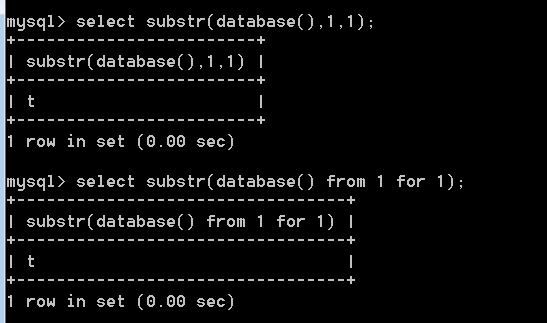 mysql> select substr(database(),1,1);
+------------------------+
| substr(database(),1,1) |
+------------------------+
| t                      |
+------------------------+
1 row in set (0.00 sec)
mysql> select substr(database() from 1 for 1);
+---------------------------------+
| substr(database() from 1 for 1) |
+---------------------------------+
| t                               |
+---------------------------------+
1 row in set (0.00 sec)